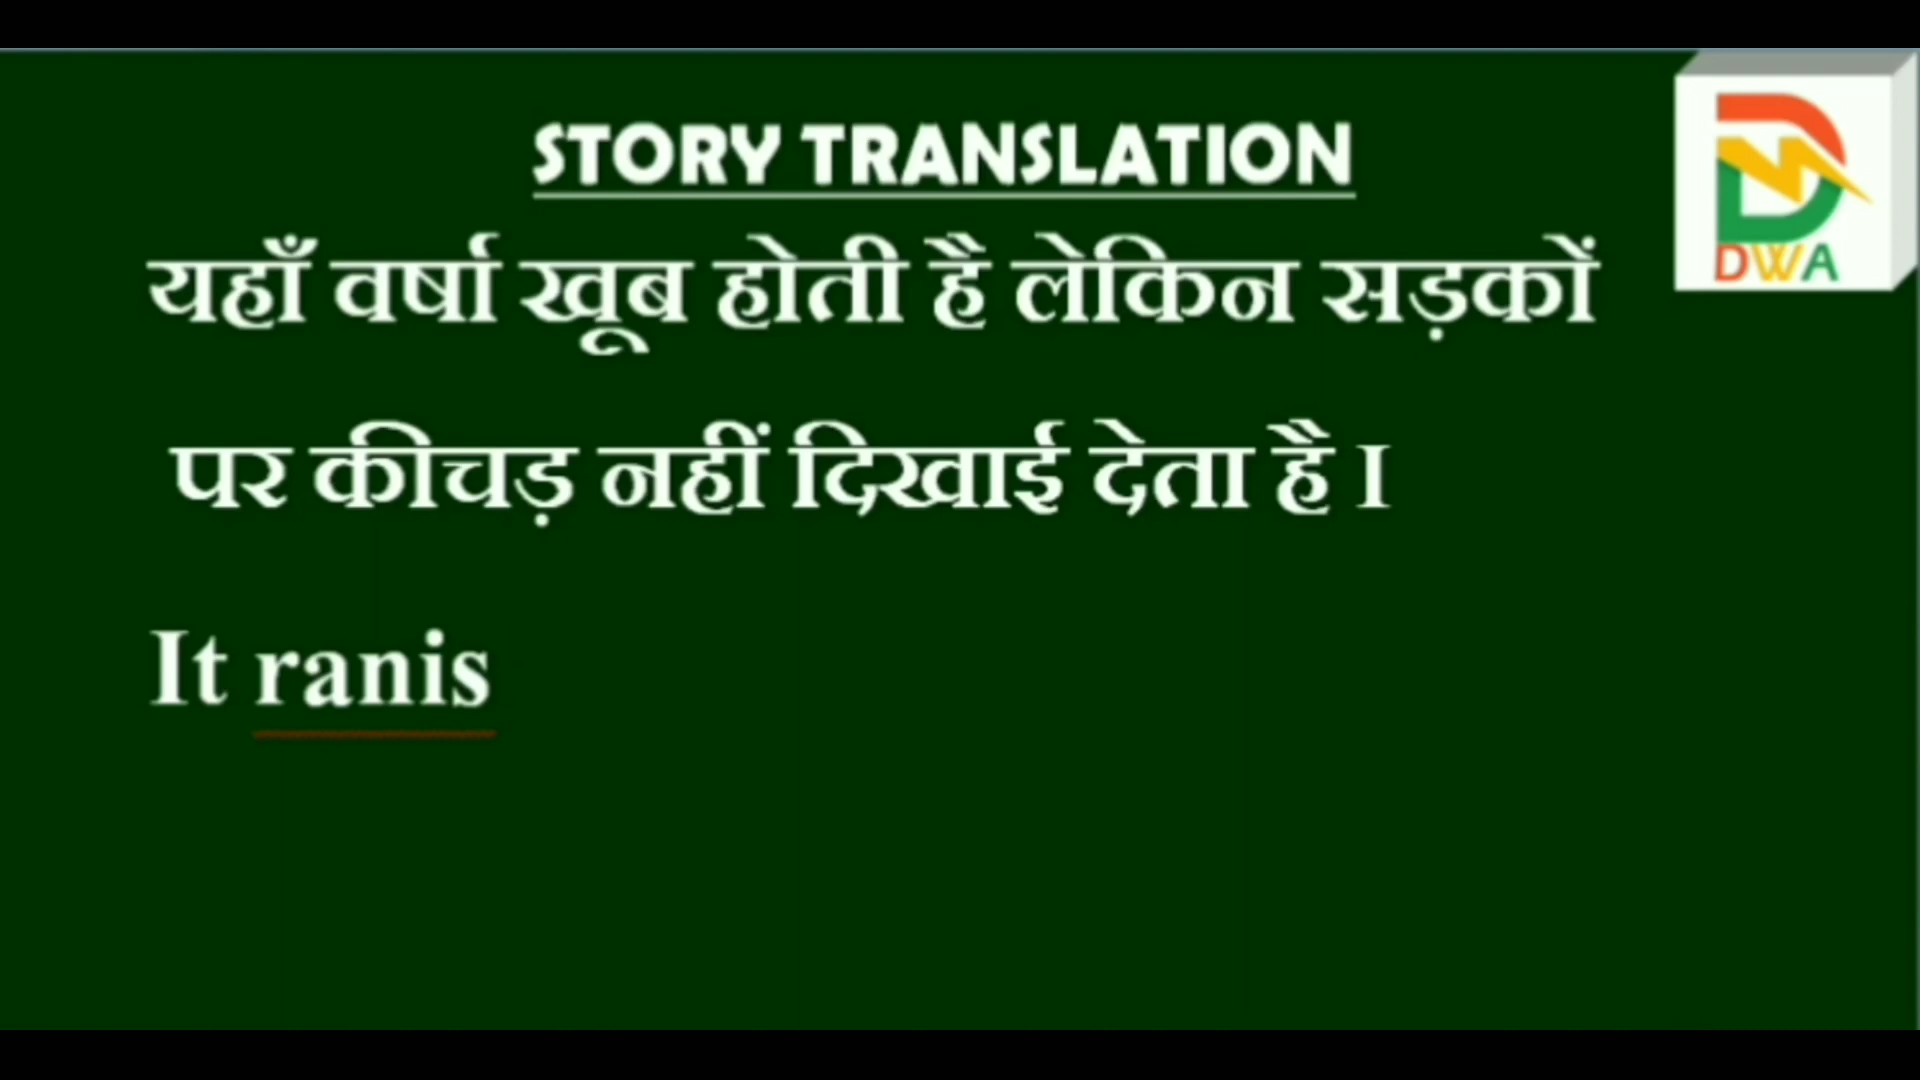 STORY TRANSLATION
यहाँ वर्षा खूब होती है लेकिन सड़कों
पर कीचड़ नहीं दिखाई देता है I
It ranis
DWA